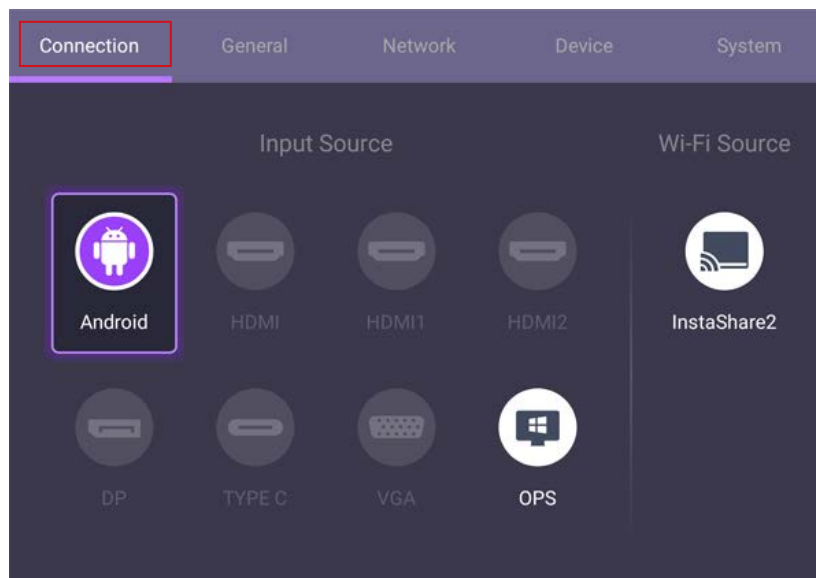 Connection General Network Device System
Input Source Wi-Fi Source
Android HDMI HDMI1 HDMI2 InstaShare2
DP TYPE C VGA OPS